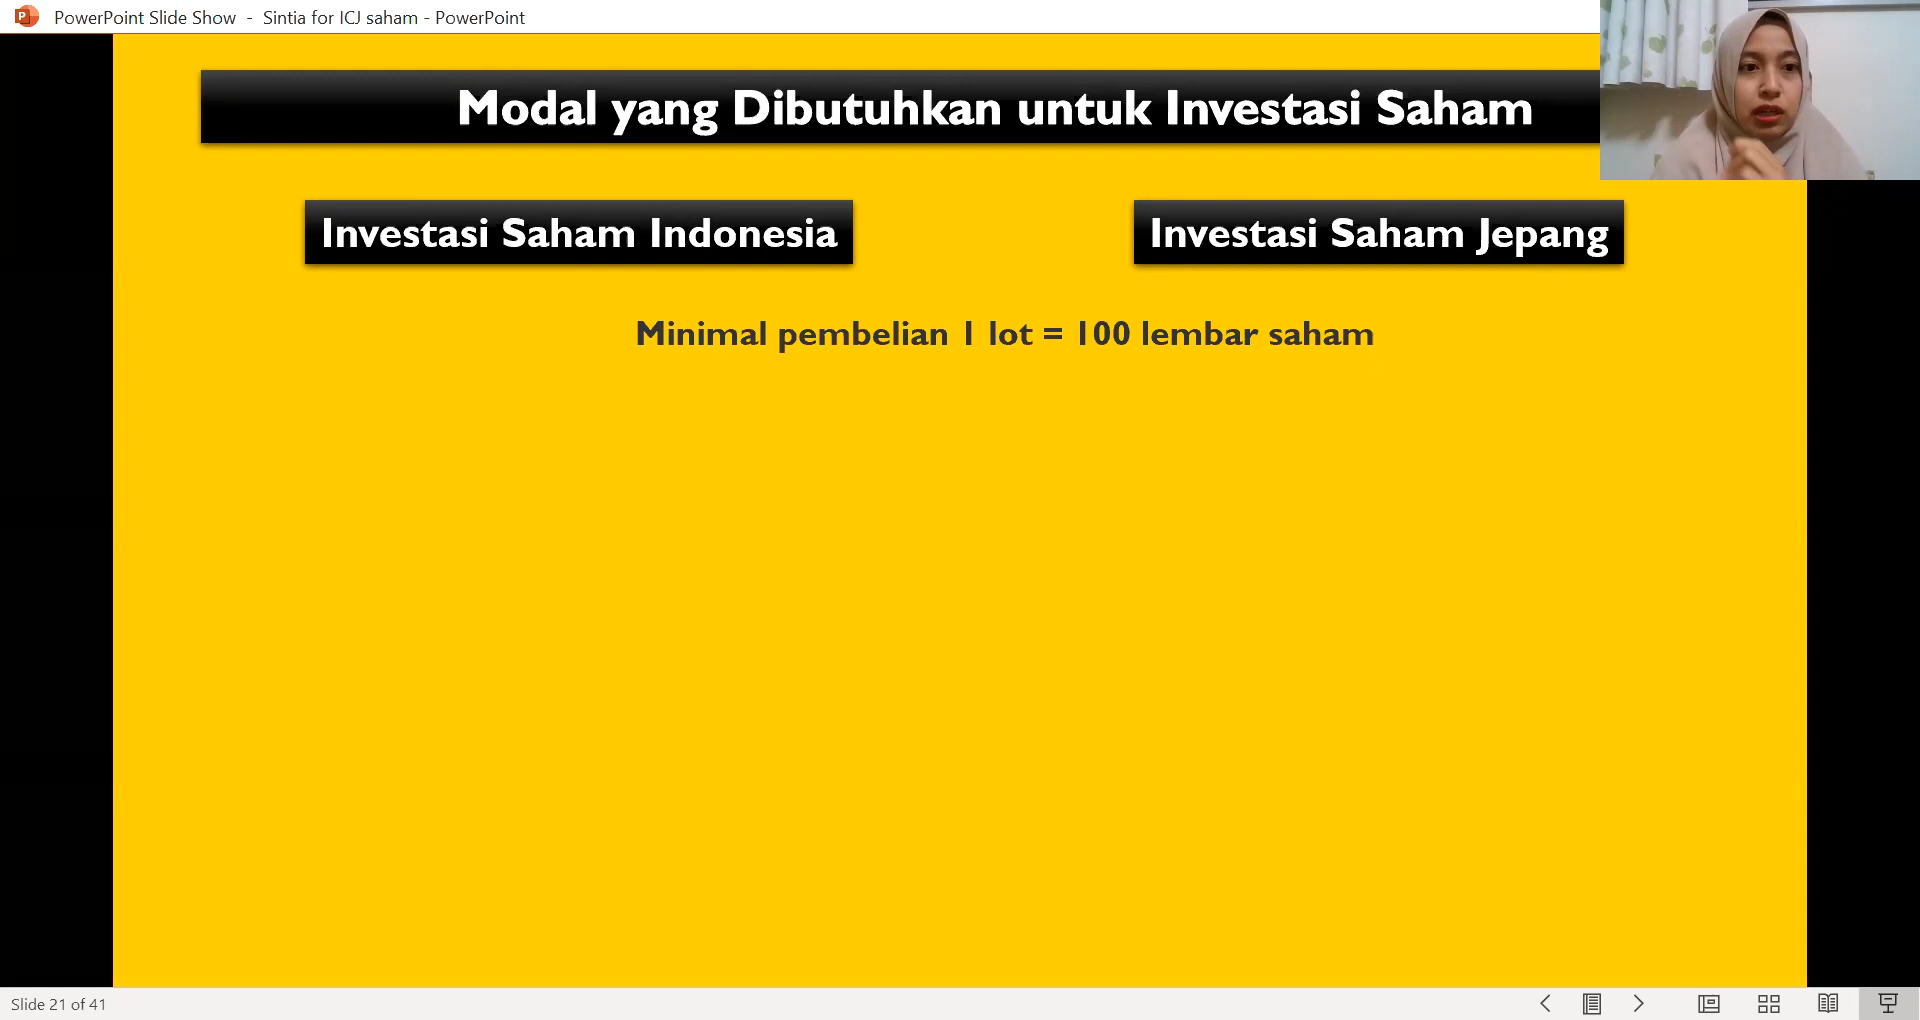 PowerPoint Slide Show - Sintia for ICJ saham - PowerPoint
Modal yang Dibutuhkan untuk Investasi Saham
Investasi Saham Indonesia
Investasi Saham Jepang
Minimal pembelian 1 lot = 100 lembar saham
Slide 21 of 41